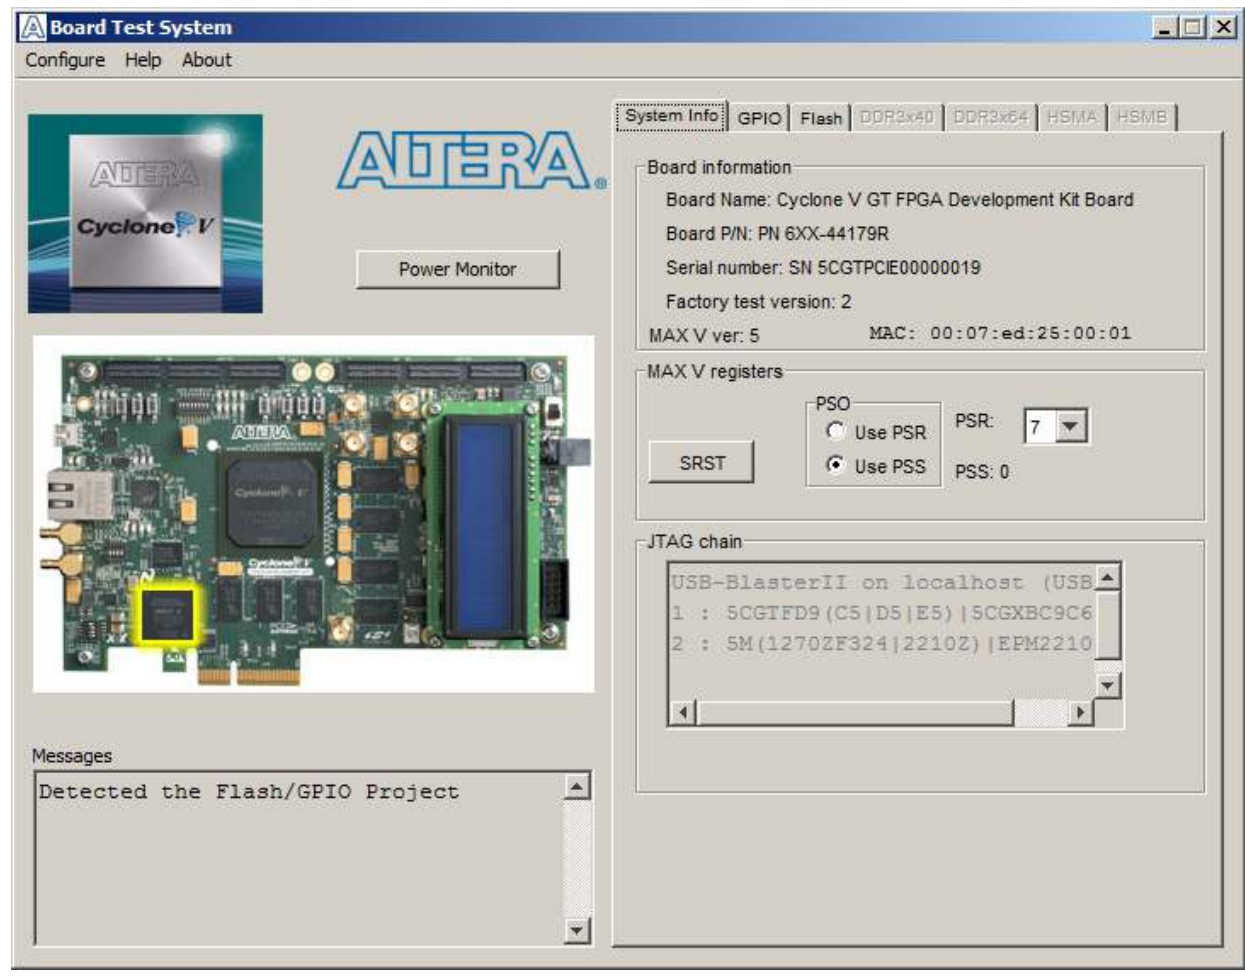 Board Test System
Configure Help About
ALTERA
Cyclone V
ALTERA®
Power Monitor
ALTERA
Cyclone V
Cyclone V
Messages
Detected the Flash/GPIO Project
System Info GPIO Flash DDR3x40 DDR3x64 HSMA HSMB
Board information
Board Name: Cyclone V GT FPGA Development Kit Board
Board P/N: PN 6XX-44179R
Serial number: SN 5CGTPCIE00000019
Factory test version: 2
MAX V ver: 5 MAC: 00:07:ed:25:00:01
MAX V registers
SRST
PSO
Use PSR
Use PSS
PSR: 7
PSS: 0
JTAG chain
USB-BlasterII on localhost (USB
1 : 5CGTFD9(C5|D5|E5)|5CGXBC9C6
2 : 5M(1270ZF324|2210Z)|EPM2210